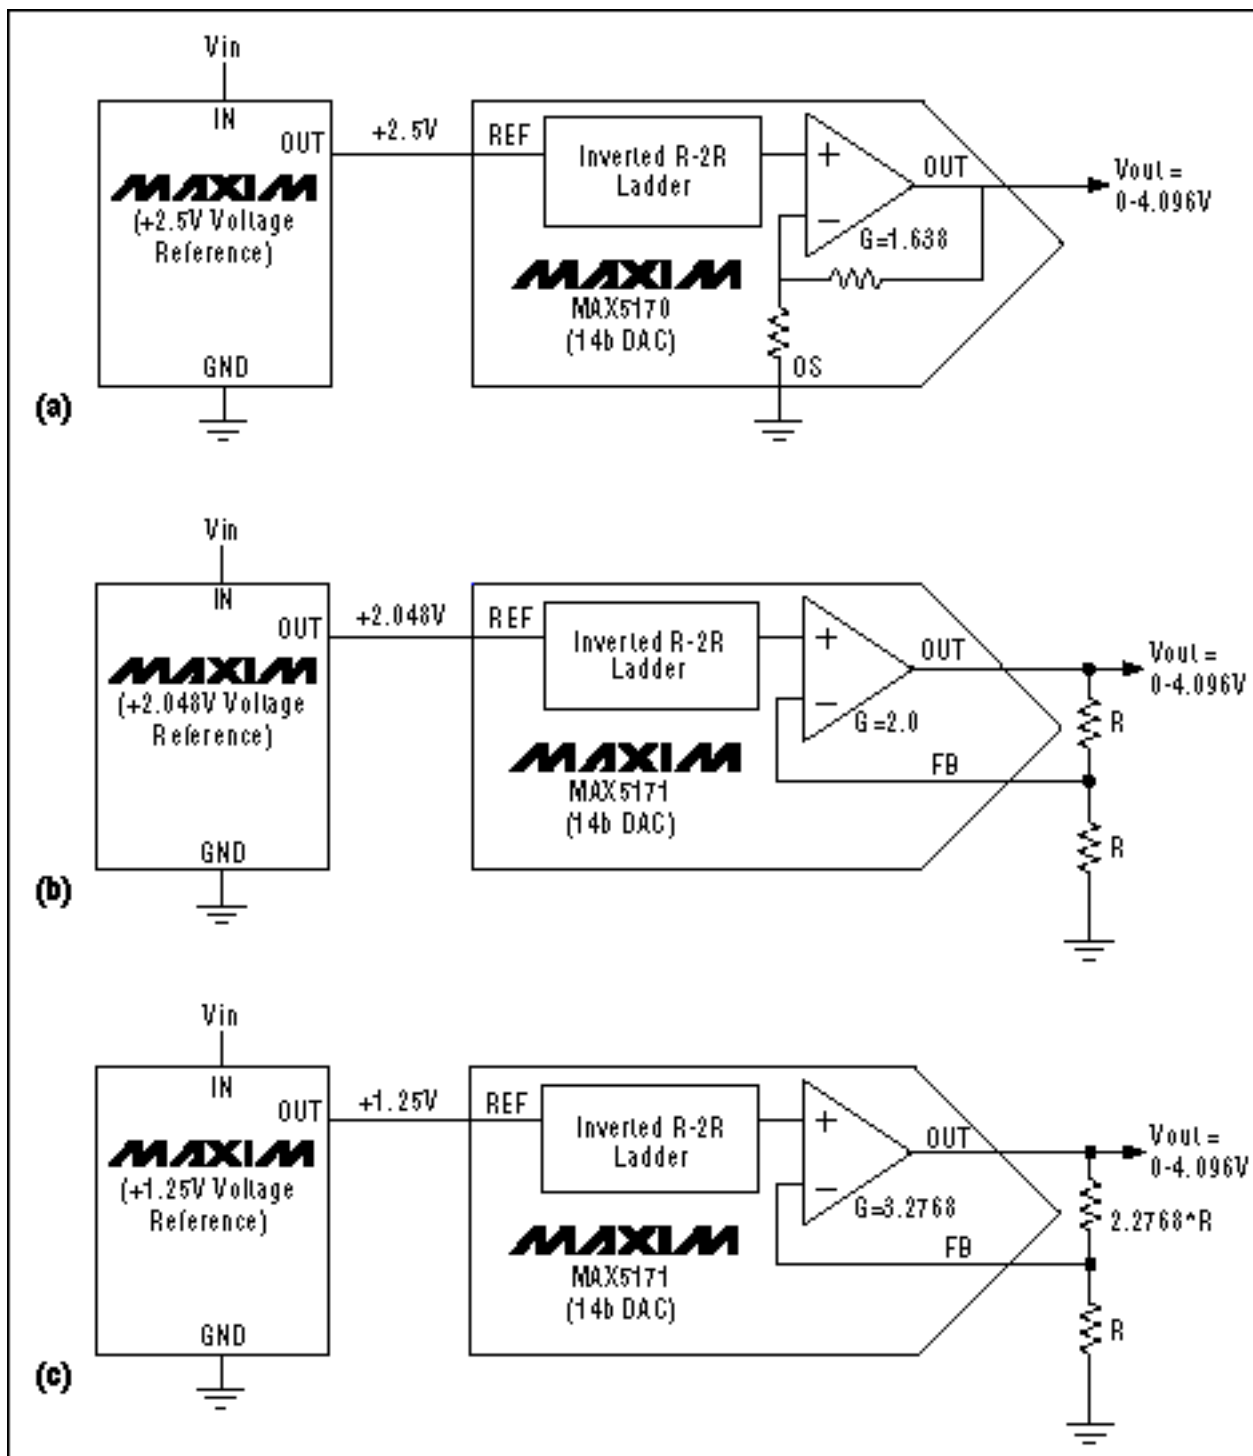 Vin
IN
OUT
+2.5V
REF
Inverted R-2R
Ladder
+
−
OUT
G=1.638
Vout =
0-4.096V
MAXIM
(+2.5V Voltage
Reference)
MAXIM
MAX5170
(14b DAC)
OS
GND
(a)
Vin
IN
OUT
+2.048V
REF
Inverted R-2R
Ladder
+
−
OUT
G=2.0
Vout =
0-4.096V
R
MAXIM
(+2.048V Voltage
Reference)
MAXIM
MAX5171
(14b DAC)
FB
R
GND
(b)
Vin
IN
OUT
+1.25V
REF
Inverted R-2R
Ladder
+
−
OUT
G=3.2768
Vout =
0-4.096V
2.2768*R
MAXIM
(+1.25V Voltage
Reference)
MAXIM
MAX5171
(14b DAC)
FB
R
GND
(c)